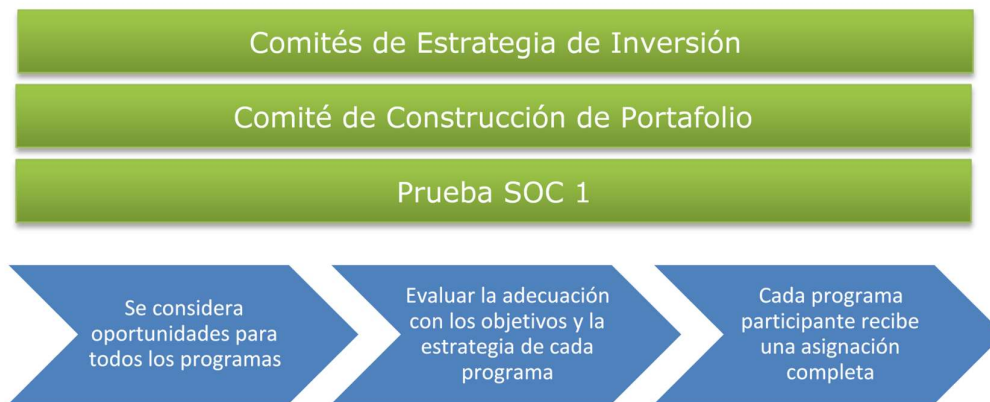 Comités de Estrategia de Inversión
Comité de Construcción de Portafolio
Prueba SOC 1
Se considera
oportunidades para
todos los programas
Evaluar la adecuación
con los objetivos y la
estrategia de cada
programa
Cada programa
participante recibe
una asignación
completa